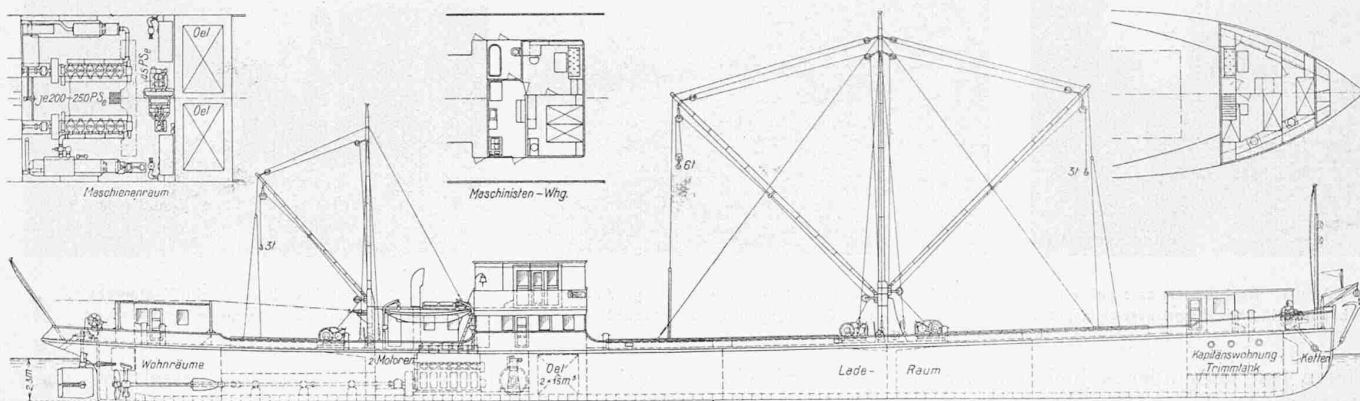 Oel
45 PSe
je 200-250 PSe
Oel
Maschienenraum
Maschinisten-Whg.
6t
3t
3t
Wohnräume
2 Motoren
Oel
2×15m³
Lade-Raum
Kapitänswohnung
Trimmtank
Ketten
2,3m